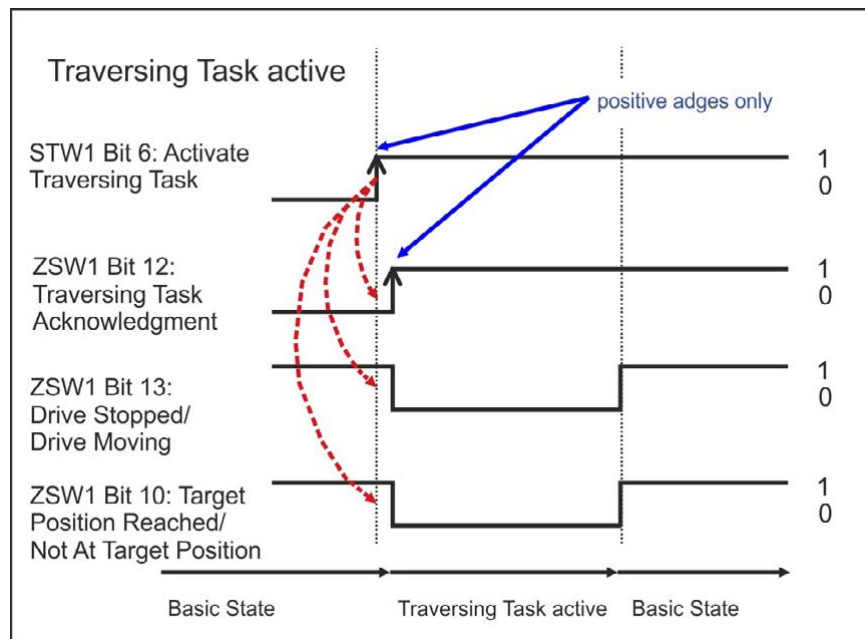 Traversing Task active
positive adges only
STW1 Bit 6: Activate
Traversing Task
1
0
ZSW1 Bit 12:
Traversing Task
Acknowledgment
1
0
ZSW1 Bit 13:
Drive Stopped/
Drive Moving
1
0
ZSW1 Bit 10: Target
Position Reached/
Not At Target Position
1
0
Basic State
Traversing Task active
Basic State